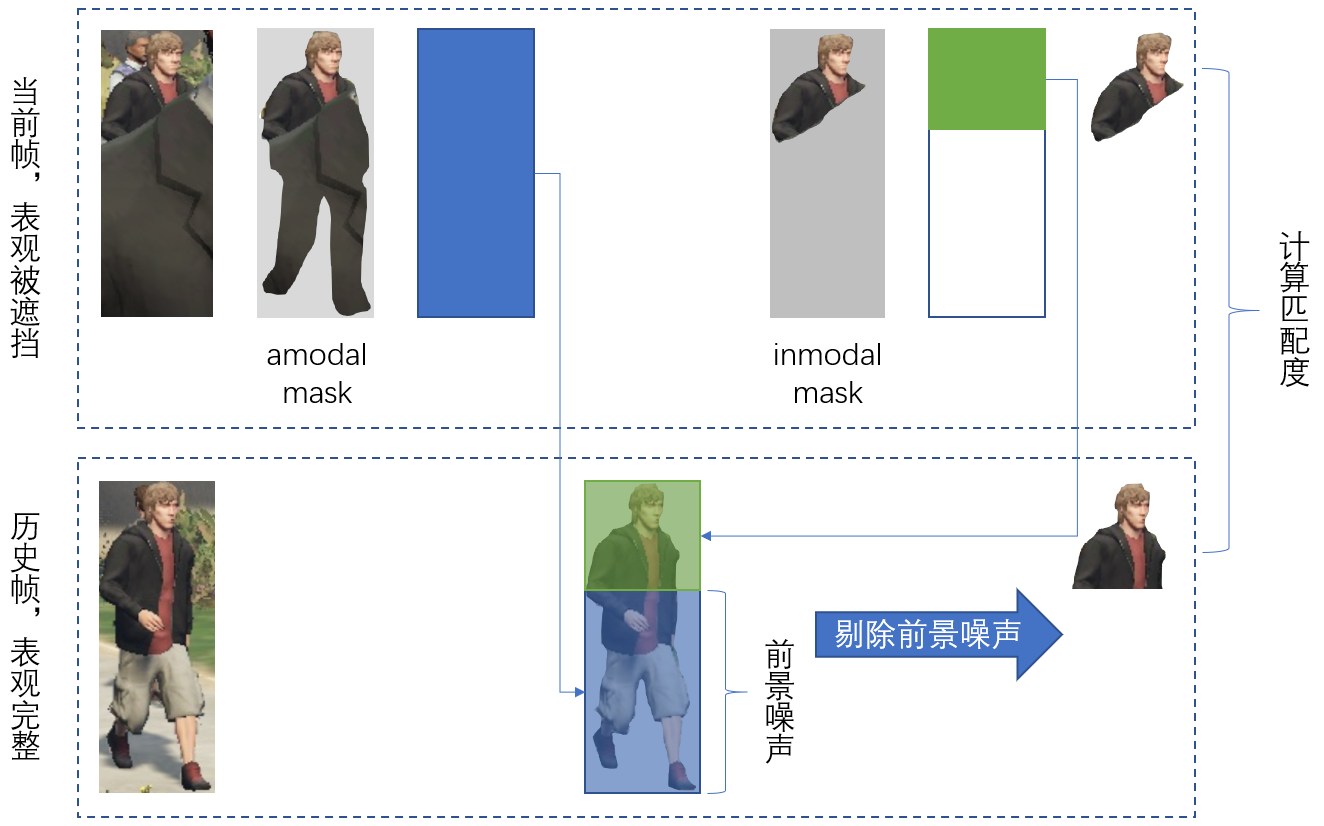 当前帧，表观被遮挡
amodal
mask
inmodal
mask
计算匹配度
历史帧，表观完整
前景噪声
剔除前景噪声